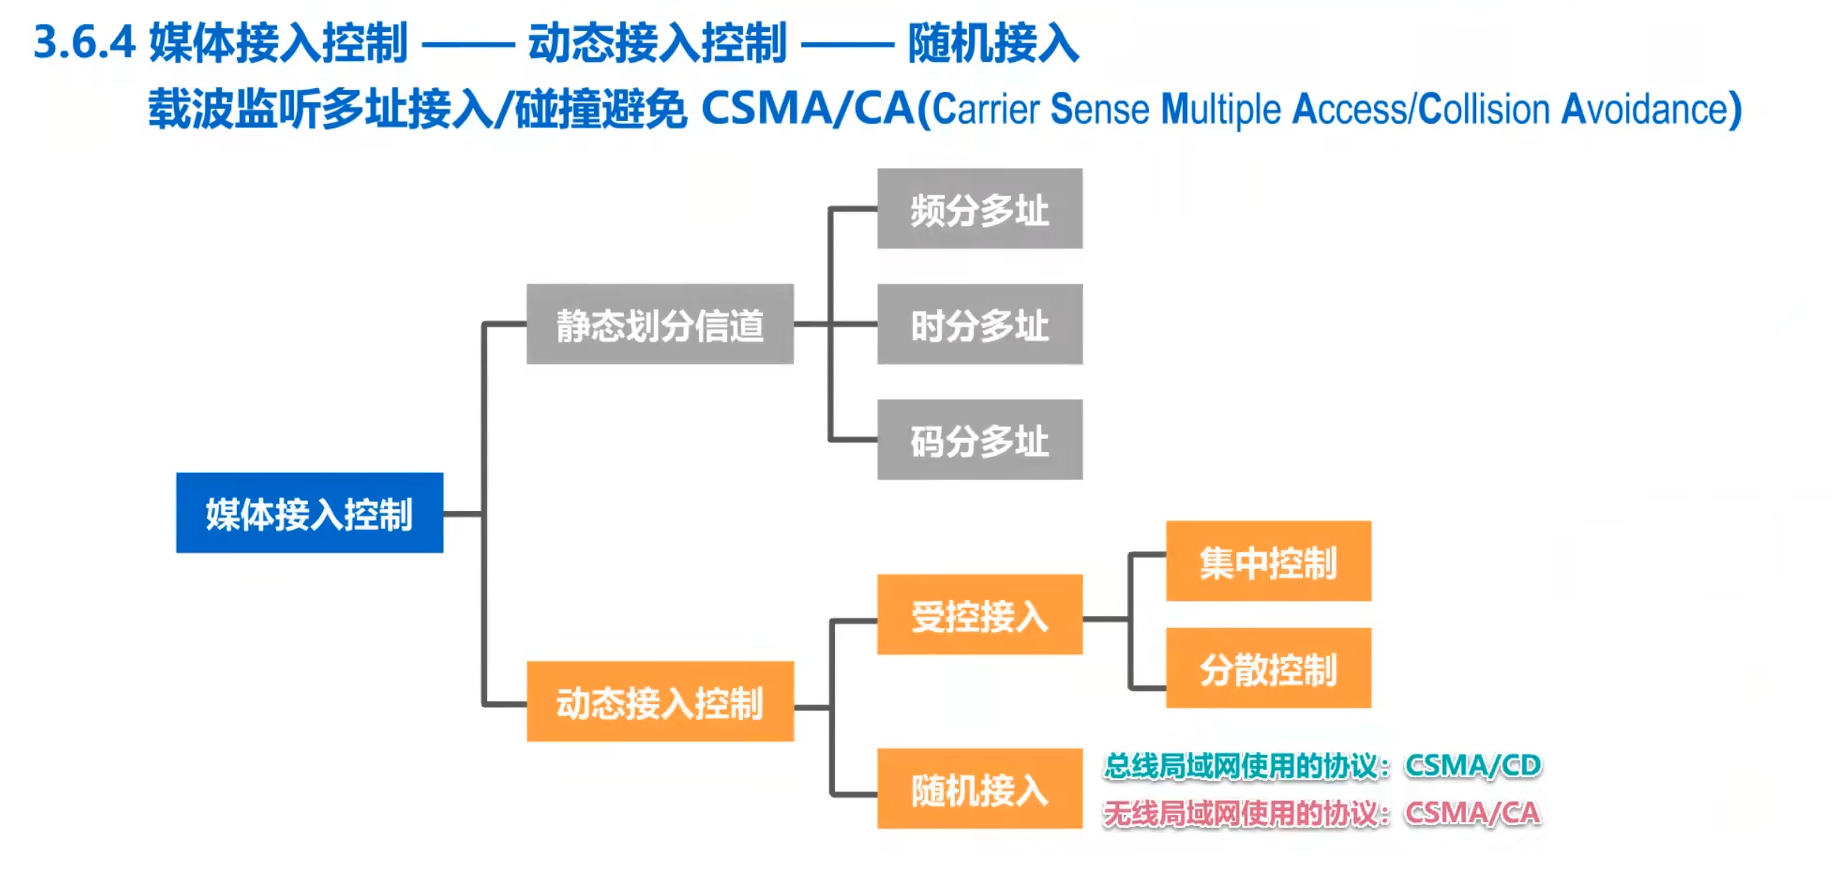 3.6.4 媒体接入控制 —— 动态接入控制 —— 随机接入
载波监听多址接入/碰撞避免 CSMA/CA(Carrier Sense Multiple Access/Collision Avoidance)
频分多址
静态划分信道
时分多址
码分多址
媒体接入控制
集中控制
受控接入
分散控制
动态接入控制
随机接入
总线局域网使用的协议：CSMA/CD
无线局域网使用的协议：CSMA/CA